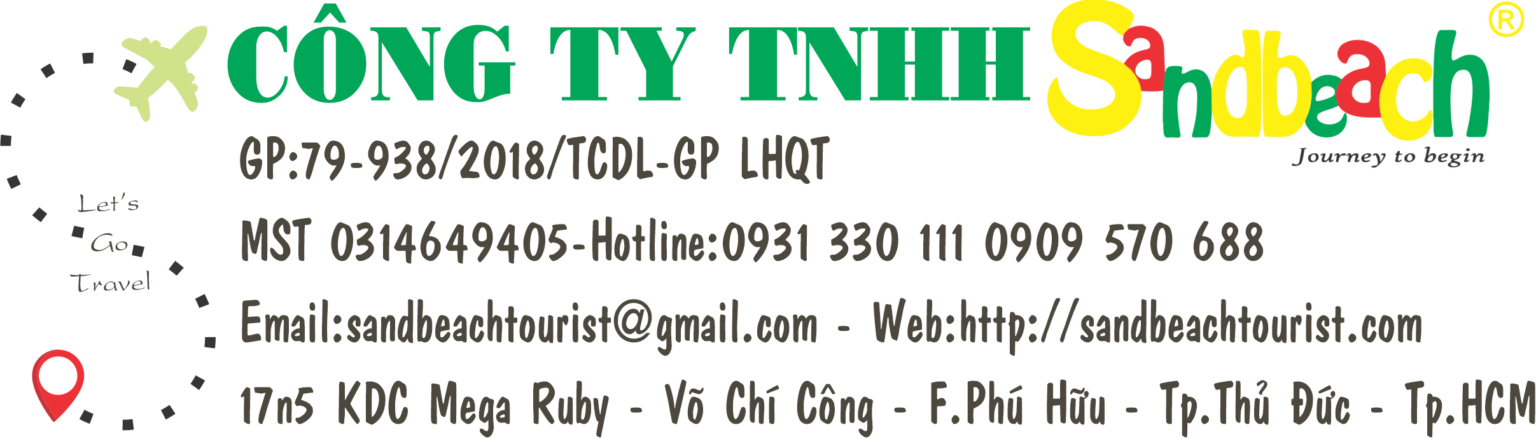 CÔNG TY TNHH Sandbeach ®
Journey to begin
GP:79-938/2018/TCDL-GP LHQT
MST 0314649405-Hotline:0931 330 111 0909 570 688
Email:sandbeachtourist@gmail.com - Web:http://sandbeachtourist.com
17n5 KDC Mega Ruby - Võ Chí Công - F.Phú Hữu - Tp.Thủ Đức - Tp.HCM
Let's
Go
Travel